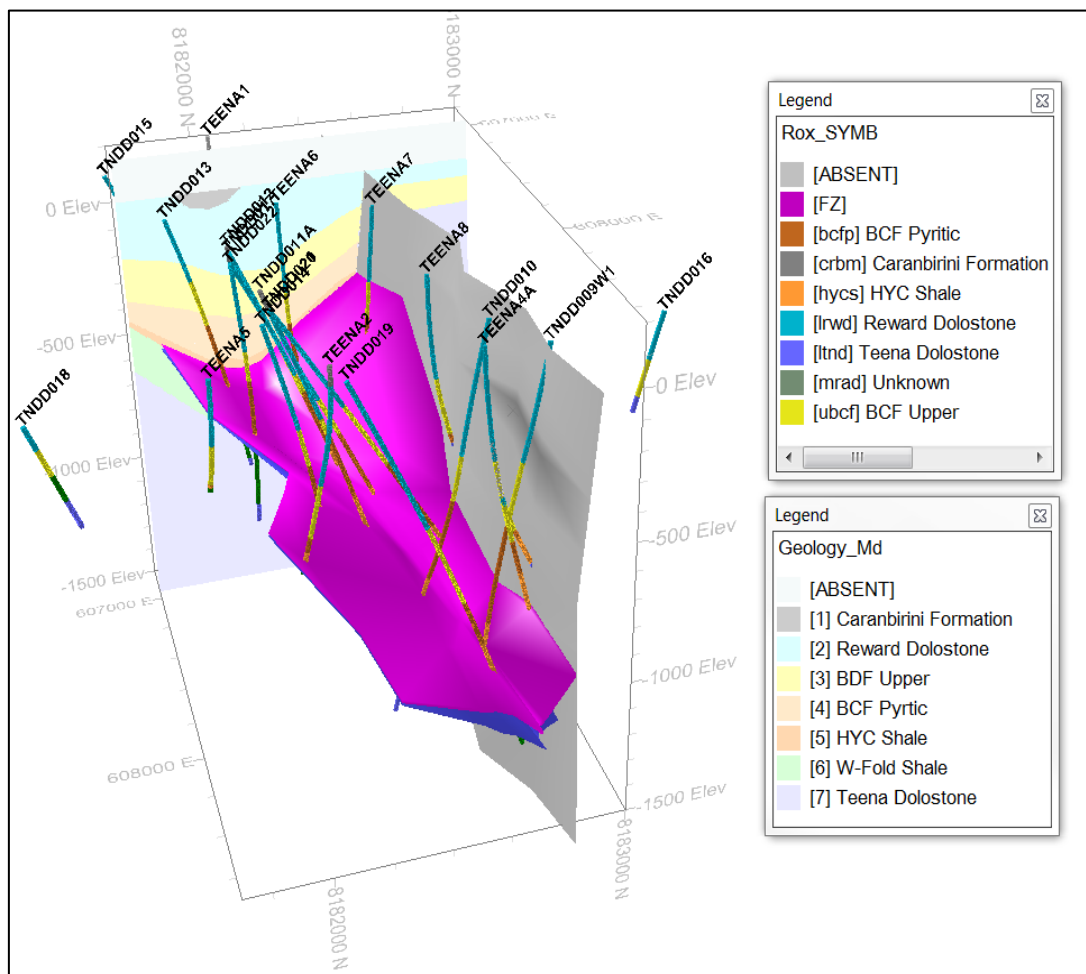 8182000 N
183000 N
607000 E
608000 E
TNDD015
TEENA1
TNDD013
TEENA6
TEENA7
TNDD022
TNDD011A
TEENA8
TNDD010
TEENA4A
TNDD009W1
TNDD016
TEENA5
TEENA2
TNDD019
TNDD018
0 Elev
-500 Elev
-1000 Elev
-1500 Elev
607000 E
608000 E
8182000 N
8183000 N
0 Elev
-500 Elev
-1000 Elev
-1500 Elev
Legend
Rox_SYMB
[ABSENT]
[FZ]
[bcfp] BCF Pyritic
[crbm] Caranbirini Formation
[hycs] HYC Shale
[lrwd] Reward Dolostone
[ltnd] Teena Dolostone
[mrad] Unknown
[ubcf] BCF Upper
Legend
Geology_Md
[ABSENT]
[1] Caranbirini Formation
[2] Reward Dolostone
[3] BDF Upper
[4] BCF Pyrtic
[5] HYC Shale
[6] W-Fold Shale
[7] Teena Dolostone